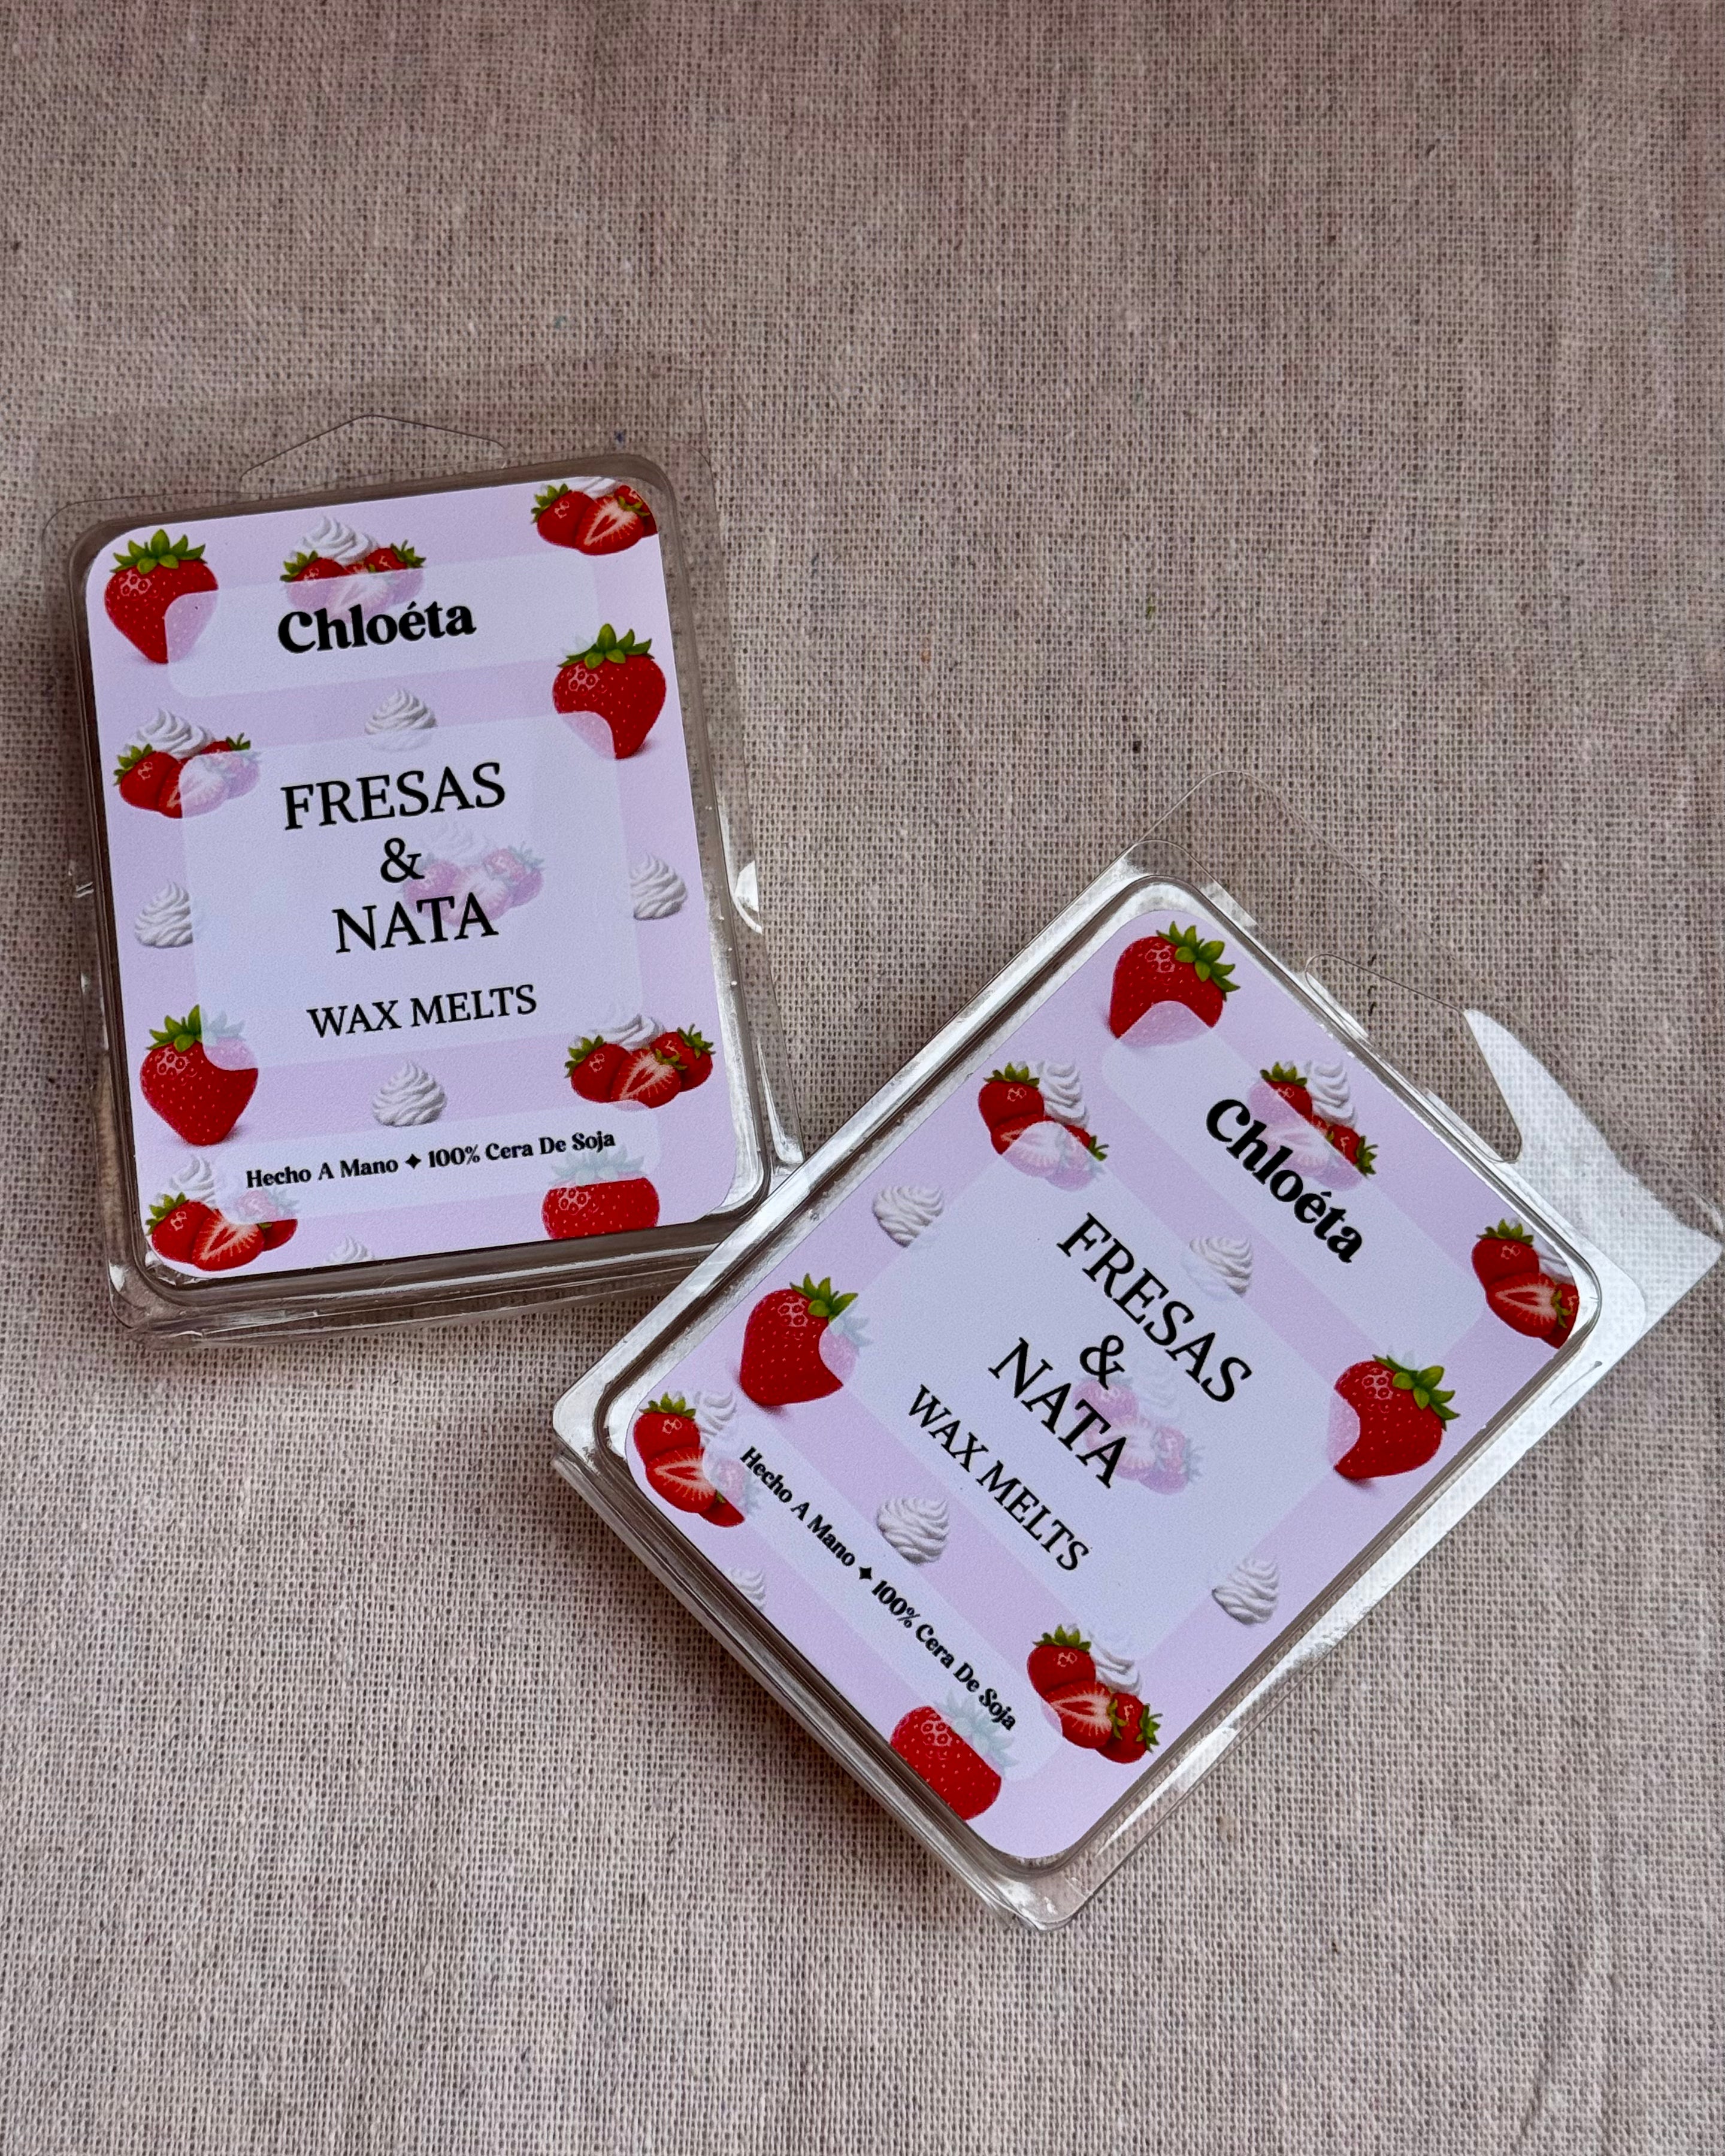 Chloéta
FRESAS
&
NATA
WAX MELTS
Hecho A Mano ✦ 100% Cera De Soja
Chloéta
FRESAS
&
NATA
WAX MELTS
Hecho A Mano ✦ 100% Cera De Soja